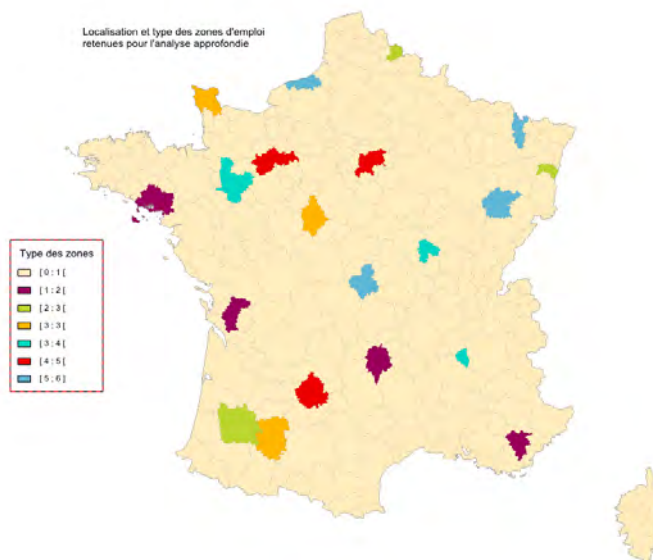 Localisation et type des zones d'emploi
retenues pour l'analyse approfondie
Type des zones
[ 0 : 1 [
[ 1 : 2 [
[ 2 : 3 [
[ 3 : 3 [
[ 3 : 4 [
[ 4 : 5 [
[ 5 : 6 [